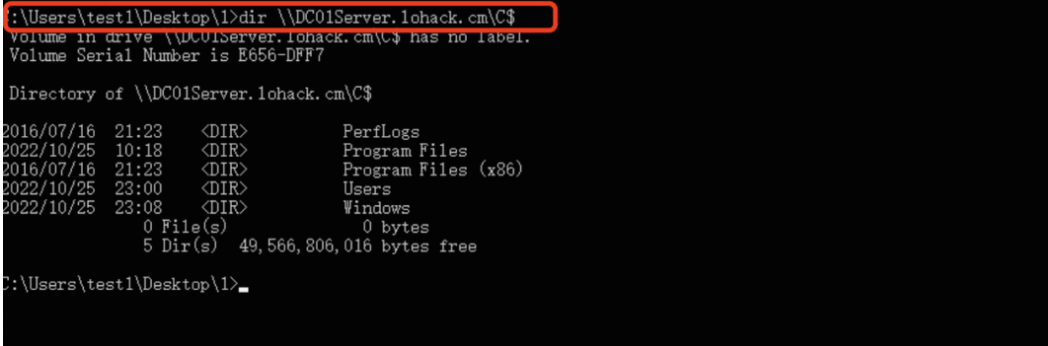 C:\Users\test1\Desktop\1>dir \\DC01Server.1ohack.cm\C$
Volume in drive \\DC01Server.1ohack.cm\C$ has no label.
Volume Serial Number is E656-DFF7
Directory of \\DC01Server.1ohack.cm\C$
2016/07/16 21:23 <DIR> PerfLogs
2022/10/25 10:18 <DIR> Program Files
2016/07/16 21:23 <DIR> Program Files (x86)
2022/10/25 23:00 <DIR> Users
2022/10/25 23:08 <DIR> Windows
0 File(s) 0 bytes
5 Dir(s) 49,566,806,016 bytes free
C:\Users\test1\Desktop\1>